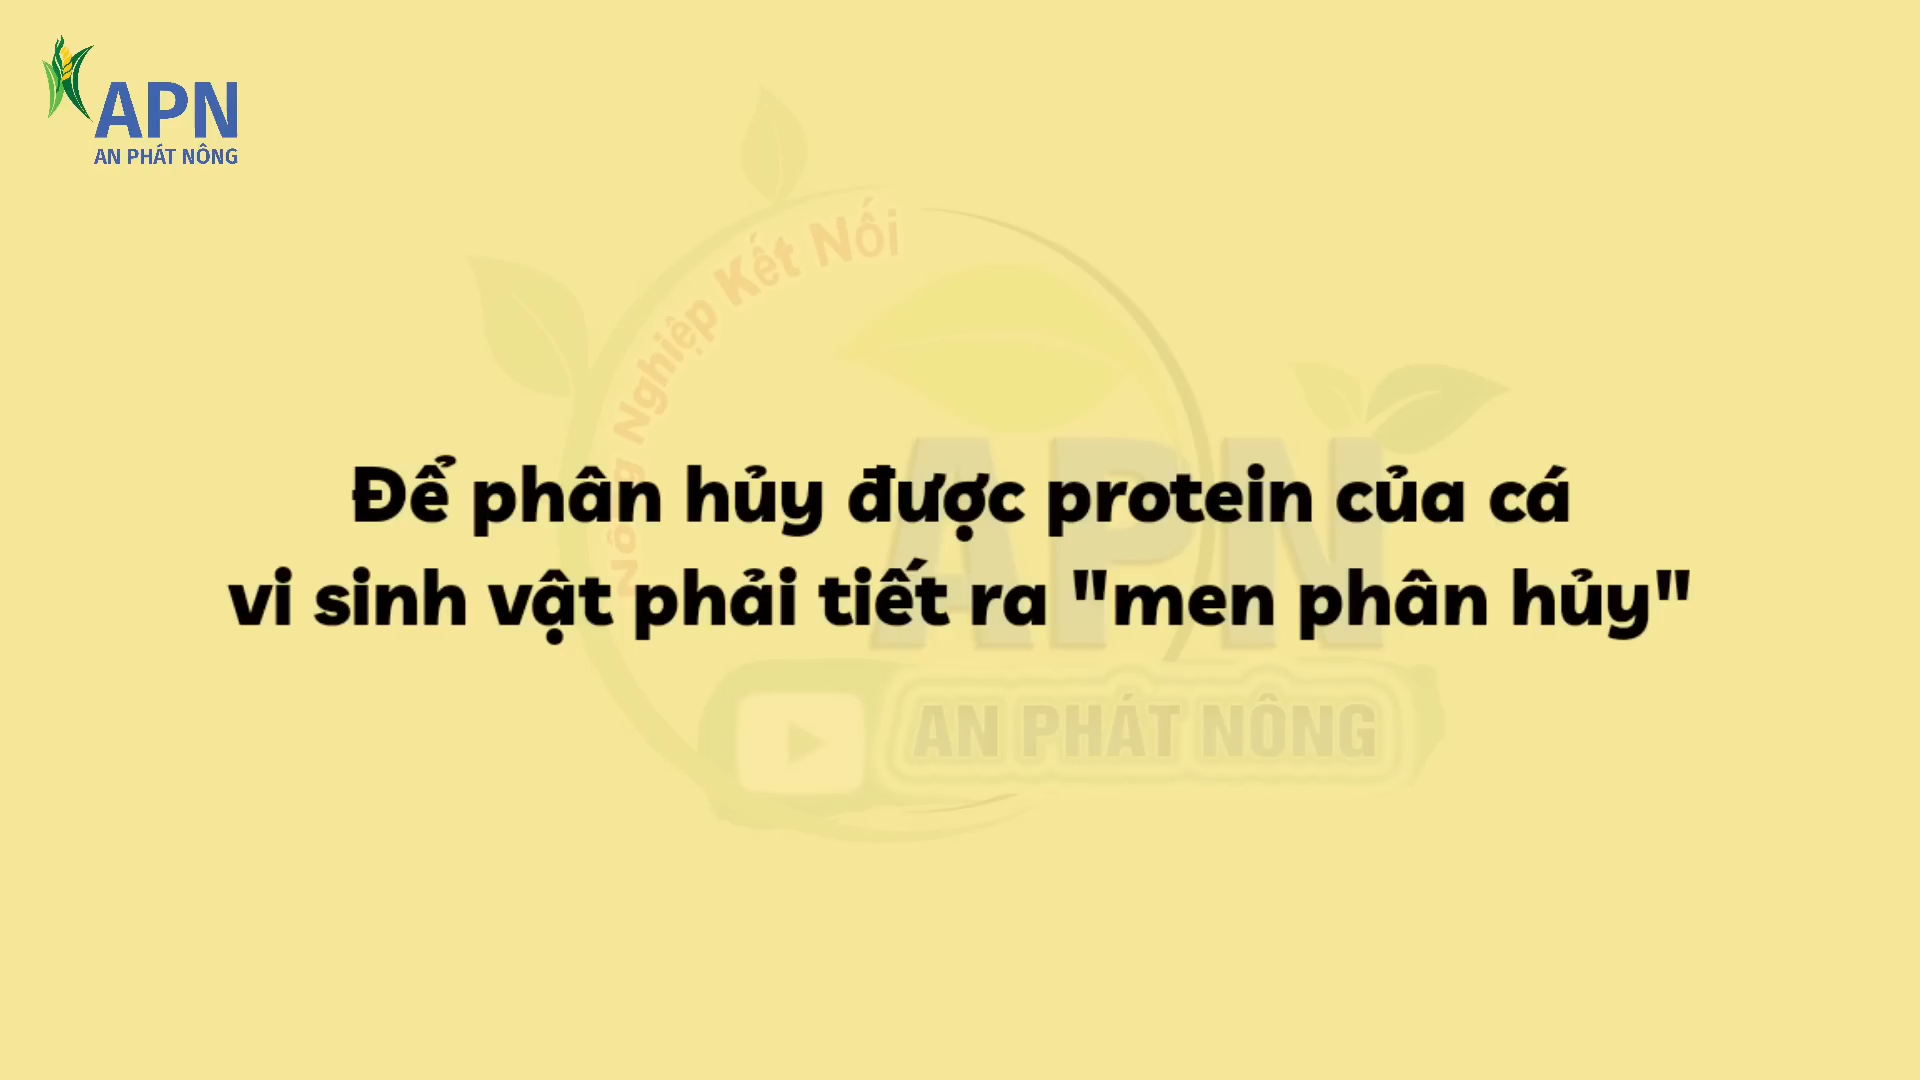 APN
AN PHÁT NÔNG
Nông Nghiệp Kết Nối
Để phân hủy được protein của cá
vi sinh vật phải tiết ra "men phân hủy"
APN
AN PHÁT NÔNG